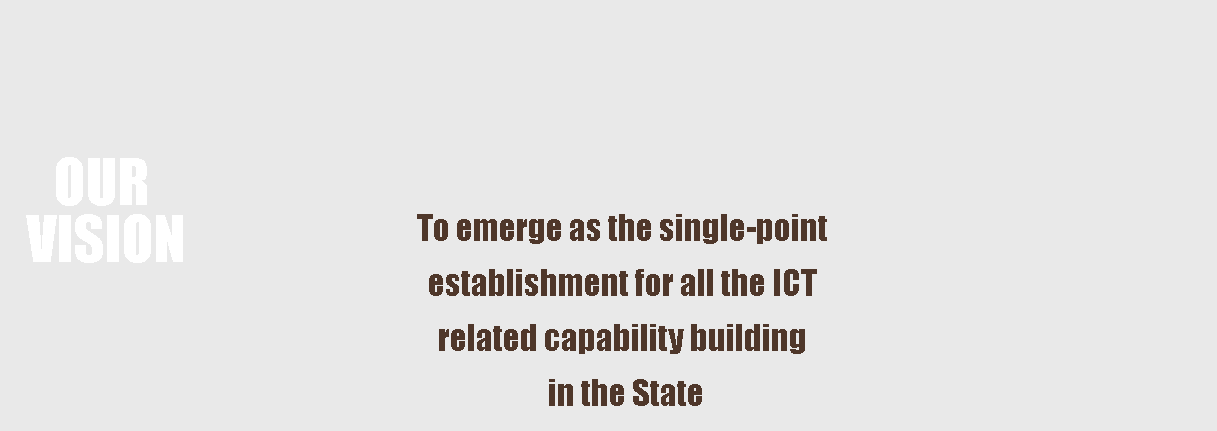 OUR
VISION
To emerge as the single-point
establishment for all the ICT
related capability building
in the State